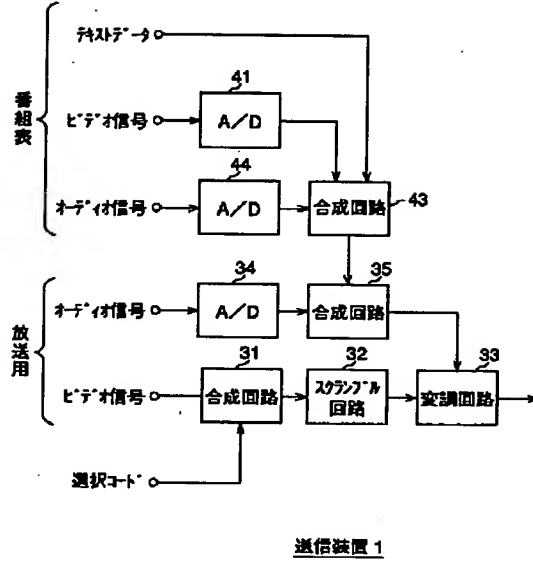 テキストデータ
番組表
41
ビデオ信号
A/D
44
オーディオ信号
A/D
合成回路
43
放送用
34
オーディオ信号
A/D
35
合成回路
31
ビデオ信号
合成回路
32
スクランブル
回路
33
変調回路
選択コード
送信装置1